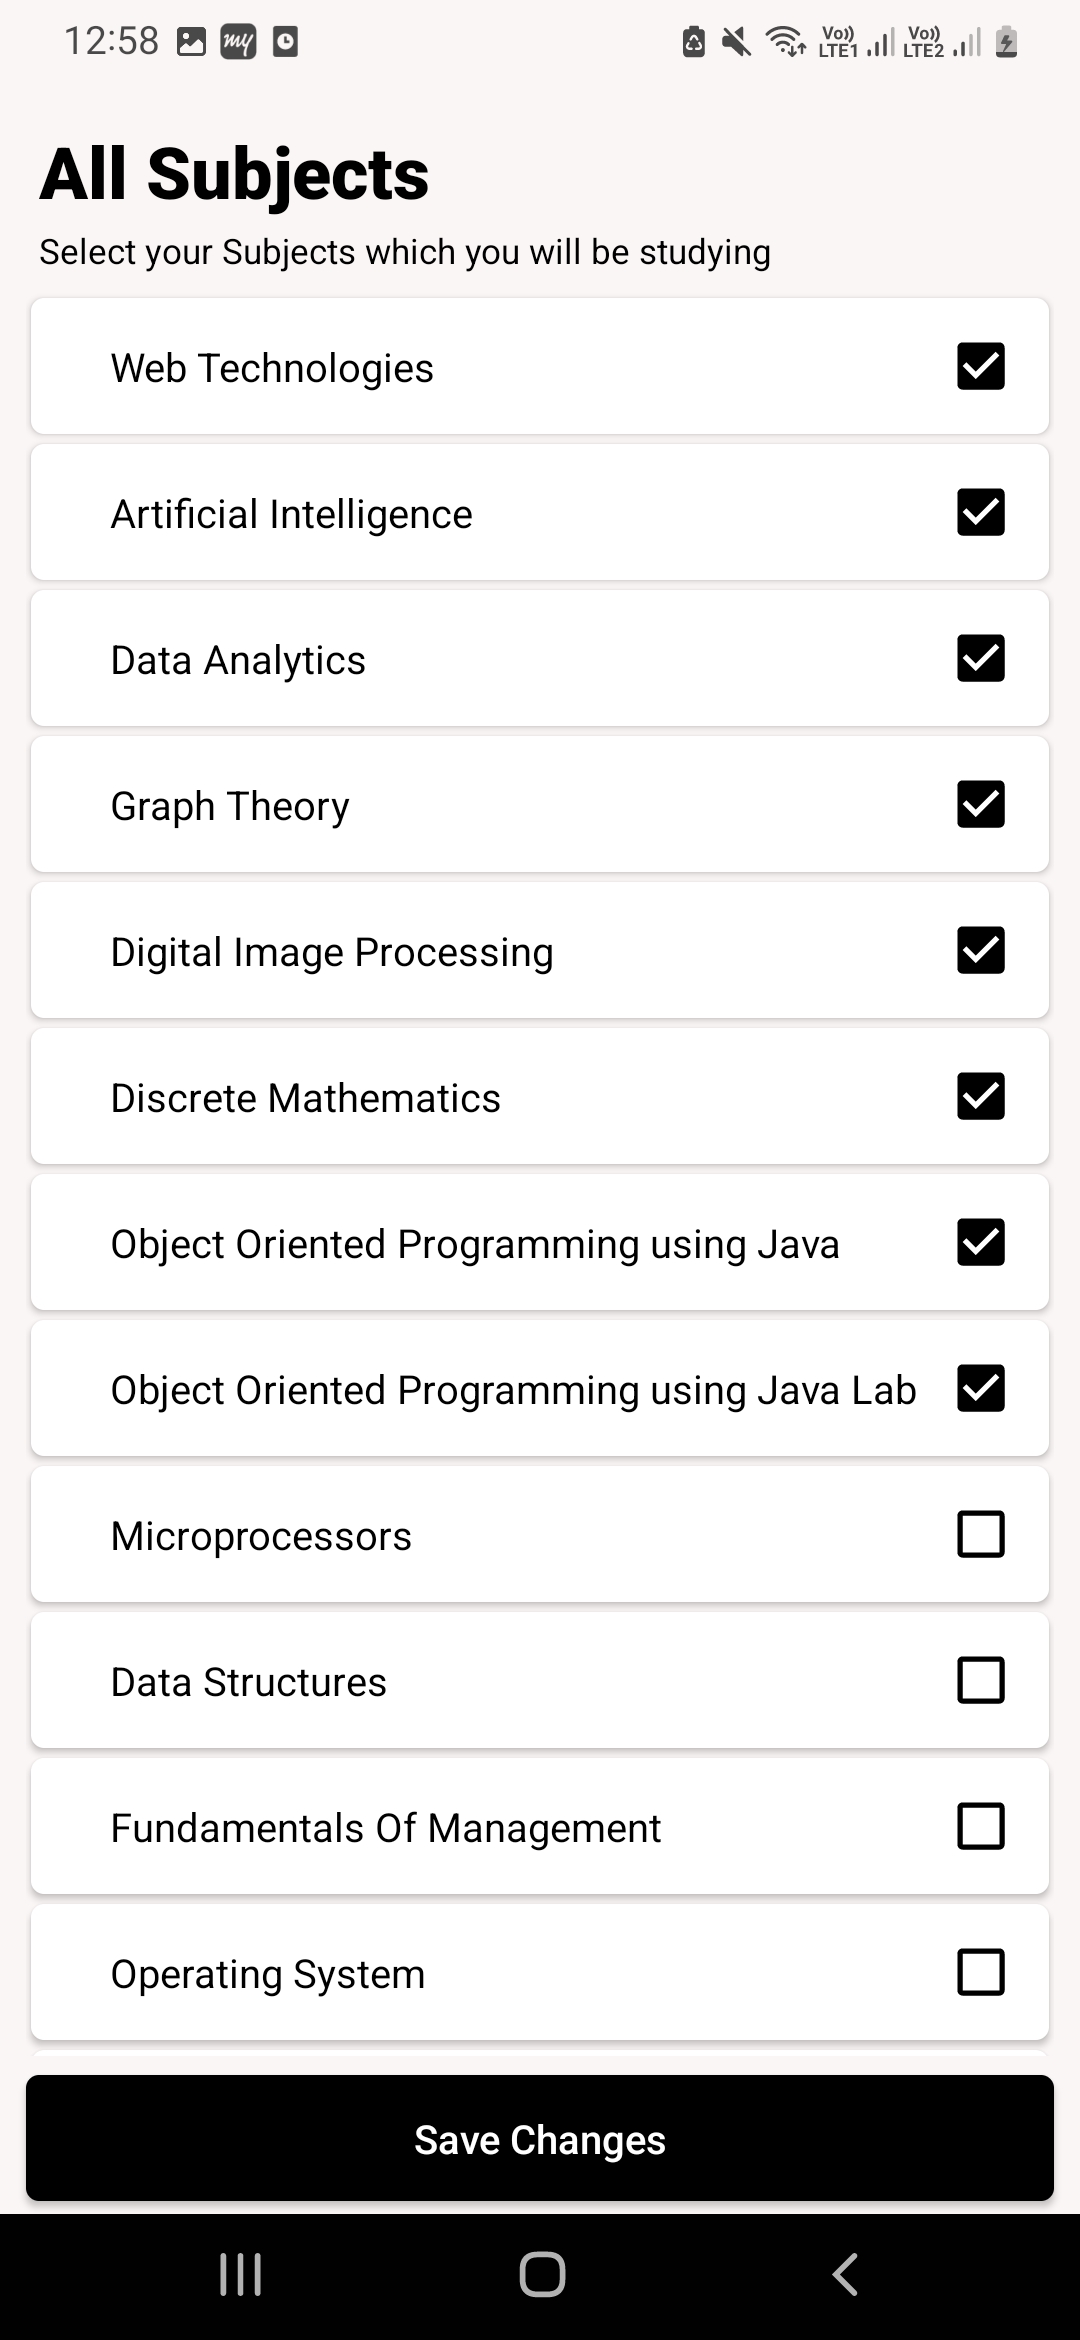 12:58 my Vo)) LTE1 Vo)) LTE2
All Subjects
Select your Subjects which you will be studying
Web Technologies
Artificial Intelligence
Data Analytics
Graph Theory
Digital Image Processing
Discrete Mathematics
Object Oriented Programming using Java
Object Oriented Programming using Java Lab
Microprocessors
Data Structures
Fundamentals Of Management
Operating System
Save Changes